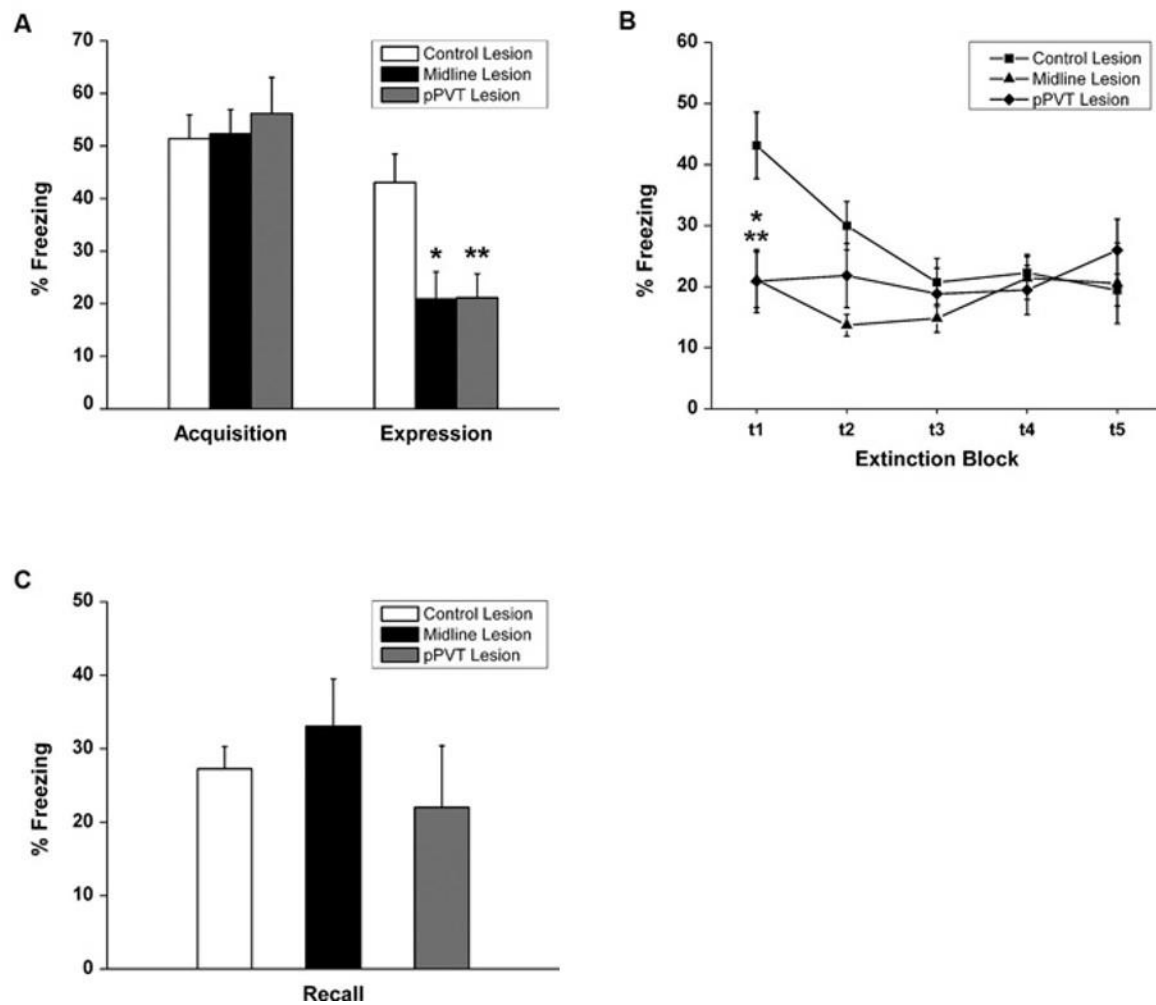 A
70
60
50
40
30
20
10
0
% Freezing
Control Lesion
Midline Lesion
pPVT Lesion
*
**
Acquisition
Expression
B
60
50
40
30
20
10
0
% Freezing
Control Lesion
Midline Lesion
pPVT Lesion
*
**
t1 t2 t3 t4 t5
Extinction Block
C
50
40
30
20
10
0
% Freezing
Control Lesion
Midline Lesion
pPVT Lesion
Recall